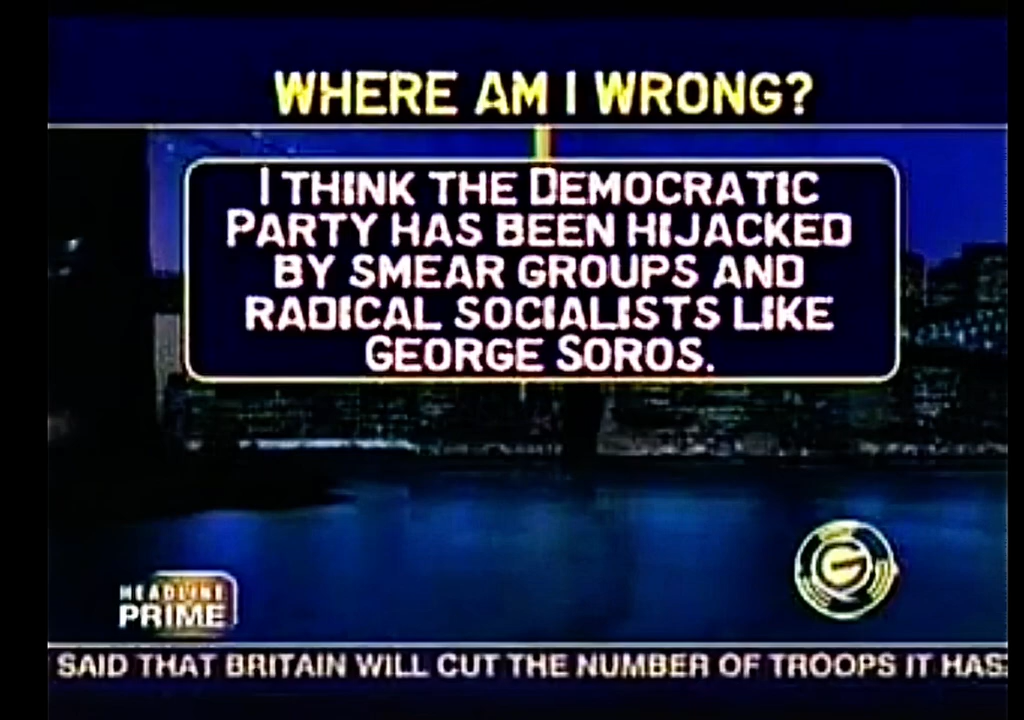 WHERE AM I WRONG?
I THINK THE DEMOCRATIC
PARTY HAS BEEN HIJACKED
BY SMEAR GROUPS AND
RADICAL SOCIALISTS LIKE
GEORGE SOROS.
G
HEADLINE
PRIME
SAID THAT BRITAIN WILL CUT THE NUMBER OF TROOPS IT HAS